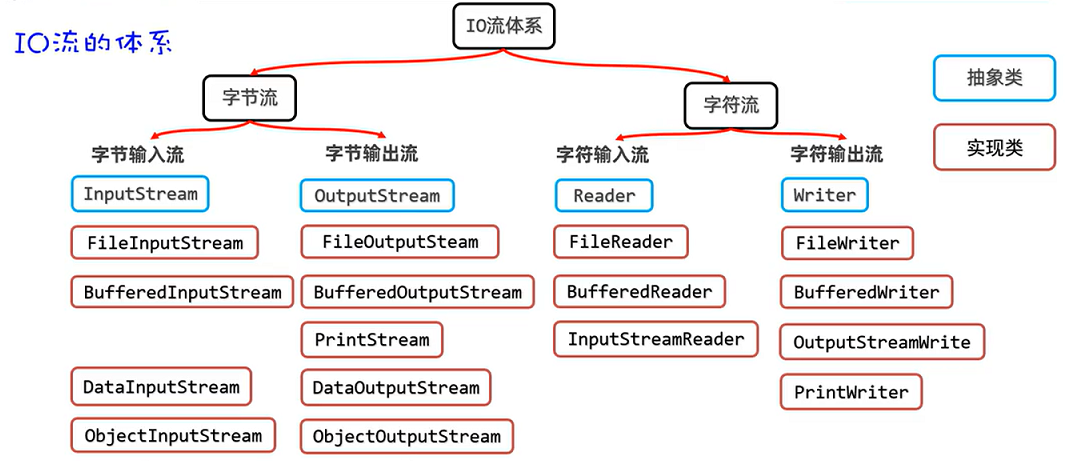 IO流的体系
IO流体系
抽象类
实现类
字节流
字符流
字节输入流
字节输出流
字符输入流
字符输出流
InputStream
OutputStream
Reader
Writer
FileInputStream
FileOutputSteam
FileReader
FileWriter
BufferedInputStream
BufferedOutputStream
BufferedReader
BufferedWriter
PrintStream
InputStreamReader
OutputStreamWrite
DataInputStream
DataOutputStream
PrintWriter
ObjectInputStream
ObjectOutputStream